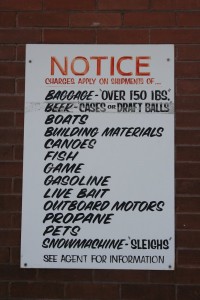 NOTICE
CHARGES APPLY ON SHIPMENTS OF....
BAGGAGE - OVER 150 LBS.
BEER - CASES OR DRAFT BALLS
BOATS
BUILDING MATERIALS
CANOES
FISH
GAME
GASOLINE
LIVE BAIT
OUTBOARD MOTORS
PROPANE
PETS
SNOWMACHINE - "SLEIGHS"
SEE AGENT FOR INFORMATION